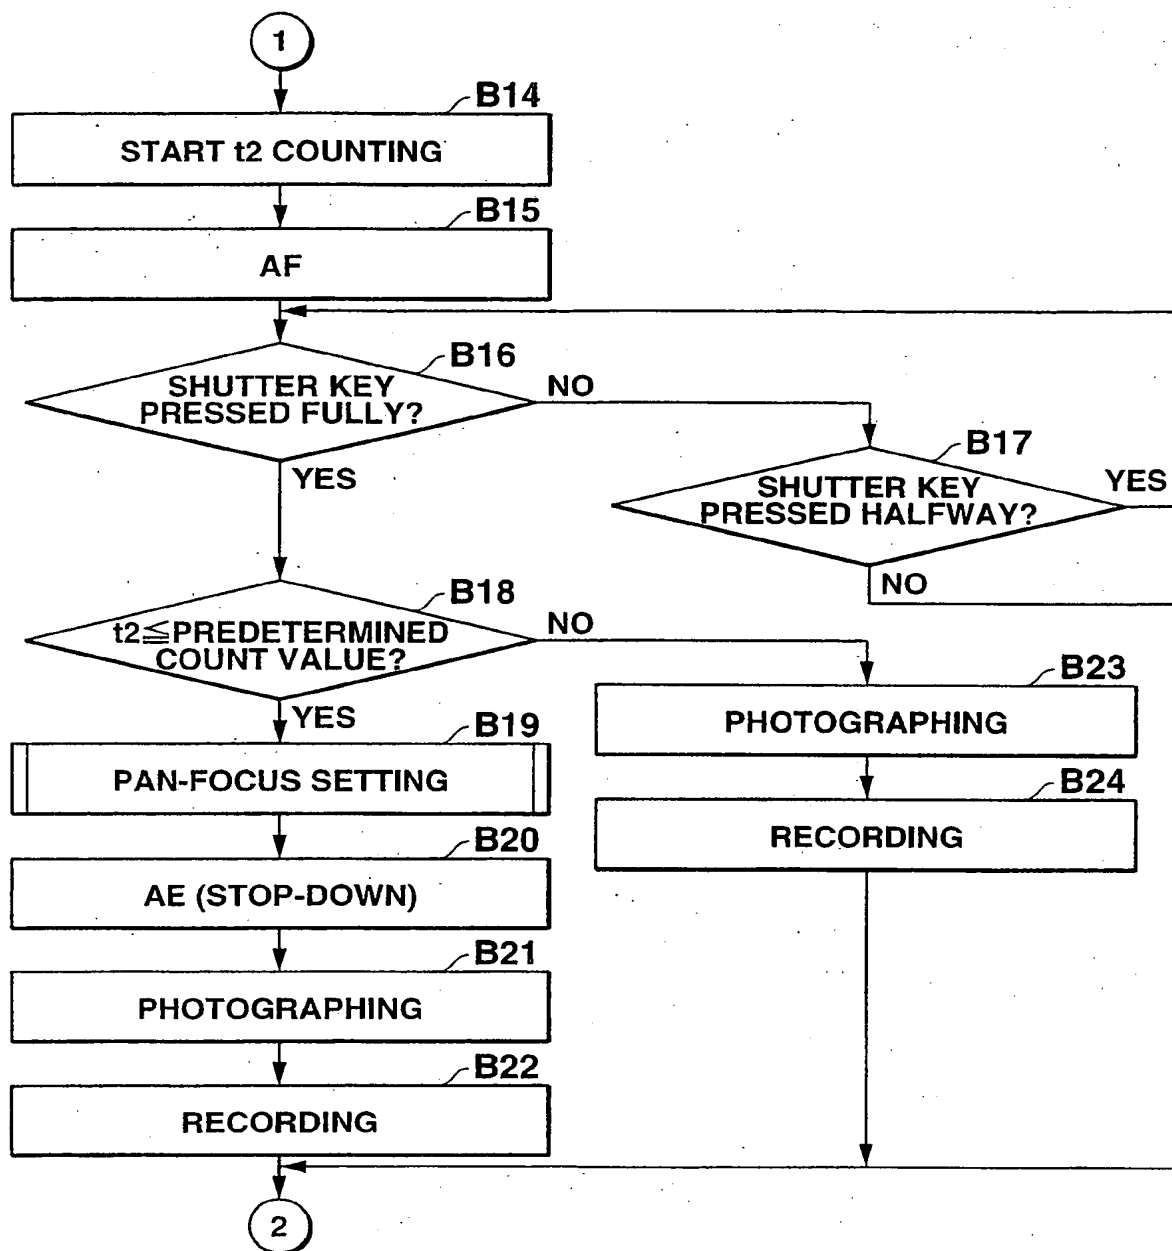 1
B14
START t2 COUNTING
B15
AF
B16
SHUTTER KEY
PRESSED FULLY?
NO
YES
B17
SHUTTER KEY
PRESSED HALFWAY?
YES
NO
B18
t2≦PREDETERMINED
COUNT VALUE?
NO
YES
B19
PAN-FOCUS SETTING
B20
AE (STOP-DOWN)
B21
PHOTOGRAPHING
B22
RECORDING
B23
PHOTOGRAPHING
B24
RECORDING
2